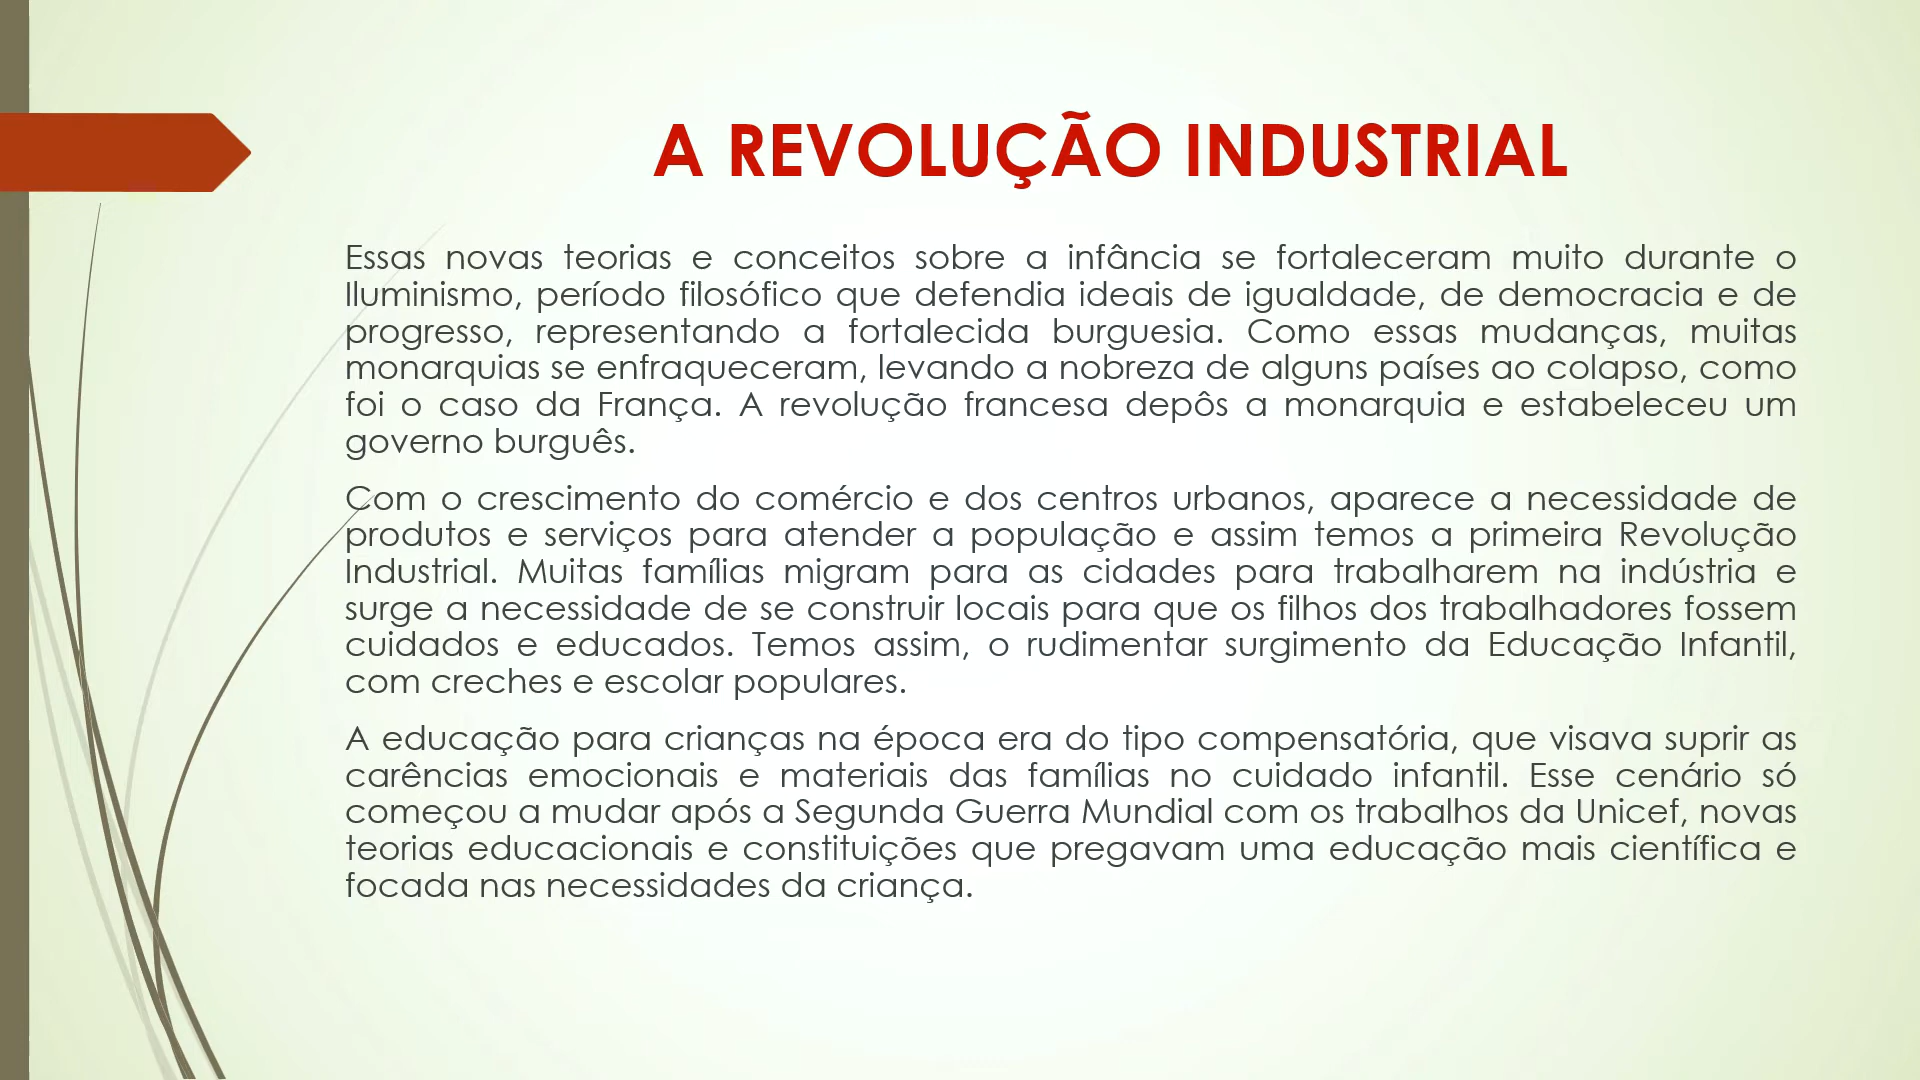 A REVOLUÇÃO INDUSTRIAL
Essas novas teorias e conceitos sobre a infância se fortaleceram muito durante o
Iluminismo, período filosófico que defendia ideais de igualdade, de democracia e de
progresso, representando a fortalecida burguesia. Como essas mudanças, muitas
monarquias se enfraqueceram, levando a nobreza de alguns países ao colapso, como
foi o caso da França. A revolução francesa depôs a monarquia e estabeleceu um
governo burguês.
Com o crescimento do comércio e dos centros urbanos, aparece a necessidade de
produtos e serviços para atender a população e assim temos a primeira Revolução
Industrial. Muitas famílias migram para as cidades para trabalharem na indústria e
surge a necessidade de se construir locais para que os filhos dos trabalhadores fossem
cuidados e educados. Temos assim, o rudimentar surgimento da Educação Infantil,
com creches e escolar populares.
A educação para crianças na época era do tipo compensatória, que visava suprir as
carências emocionais e materiais das famílias no cuidado infantil. Esse cenário só
começou a mudar após a Segunda Guerra Mundial com os trabalhos da Unicef, novas
teorias educacionais e constituições que pregavam uma educação mais científica e
focada nas necessidades da criança.